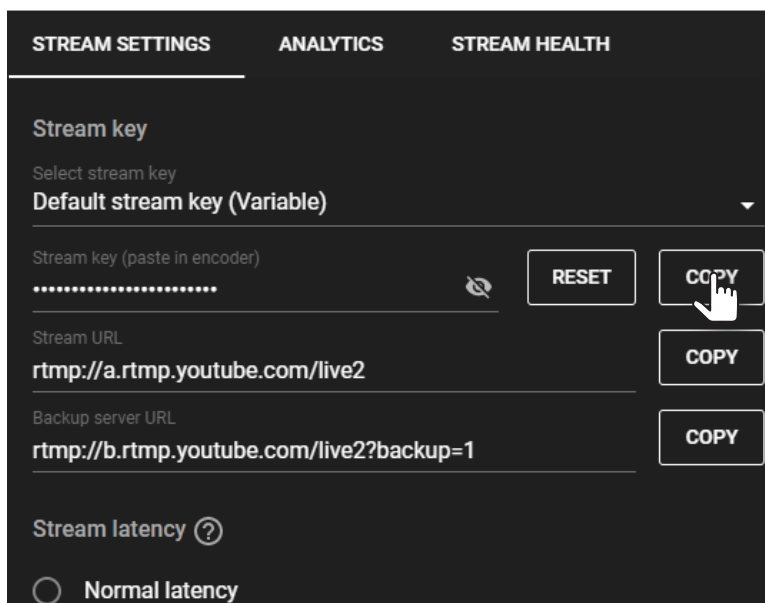 STREAM SETTINGS ANALYTICS STREAM HEALTH
Stream key
Select stream key
Default stream key (Variable)
Stream key (paste in encoder)
•••••••••••••••••••••••• RESET COPY
Stream URL
rtmp://a.rtmp.youtube.com/live2 COPY
Backup server URL
rtmp://b.rtmp.youtube.com/live2?backup=1 COPY
Stream latency ?
Normal latency